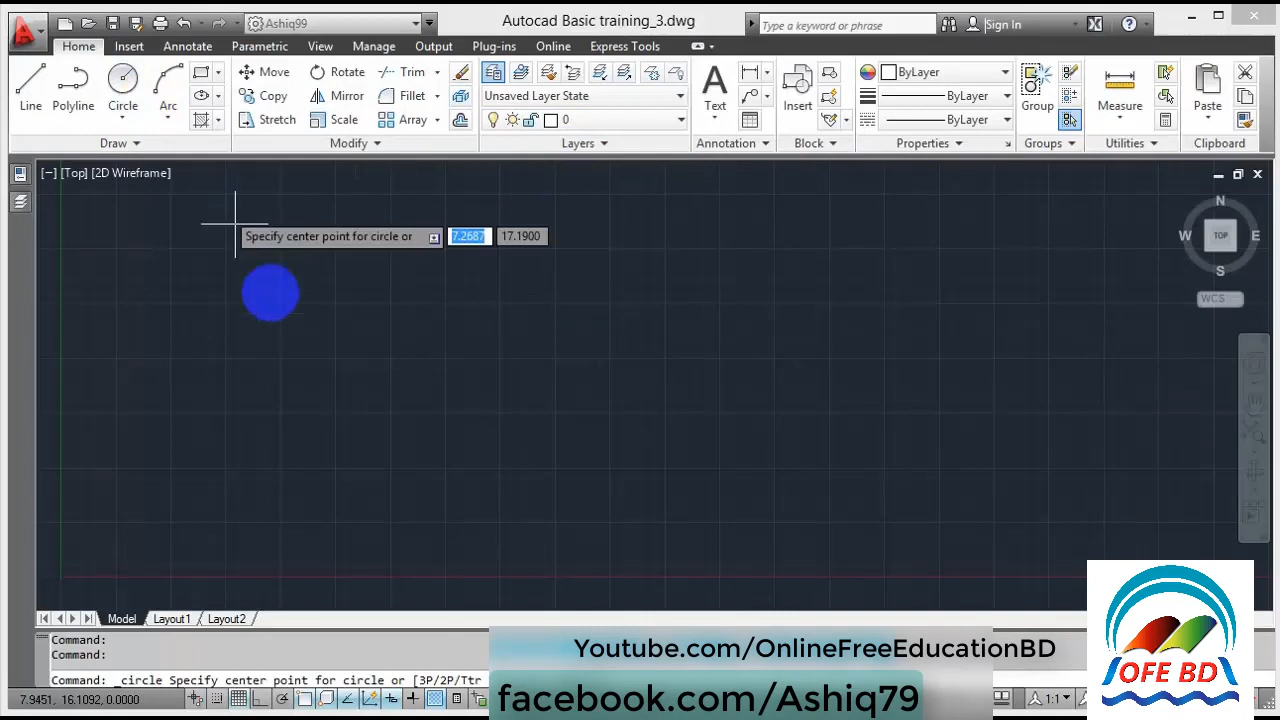 Ashiq99
Autocad Basic training_3.dwg
Type a keyword or phrase
Sign In
Home Insert Annotate Parametric View Manage Output Plug-ins Online Express Tools
Move Rotate Trim
Line Polyline Circle Arc
Copy Mirror Fillet
Stretch Scale Array
Unsaved Layer State
0
Text
Insert
ByLayer
ByLayer
ByLayer
Group
Measure
Paste
Draw Modify Layers Annotation Block Properties Groups Utilities Clipboard
[−] [Top] [2D Wireframe]
N
W TOP E
S
WCS
Specify center point for circle or 7.2687 17.1900
Model Layout1 Layout2
Command:
Command:
Command: _circle Specify center point for circle or [3P/2P/Ttr
7.9451, 16.1092, 0.0000
1:1
Youtube.com/OnlineFreeEducationBD
facebook.com/Ashiq79
OFE BD